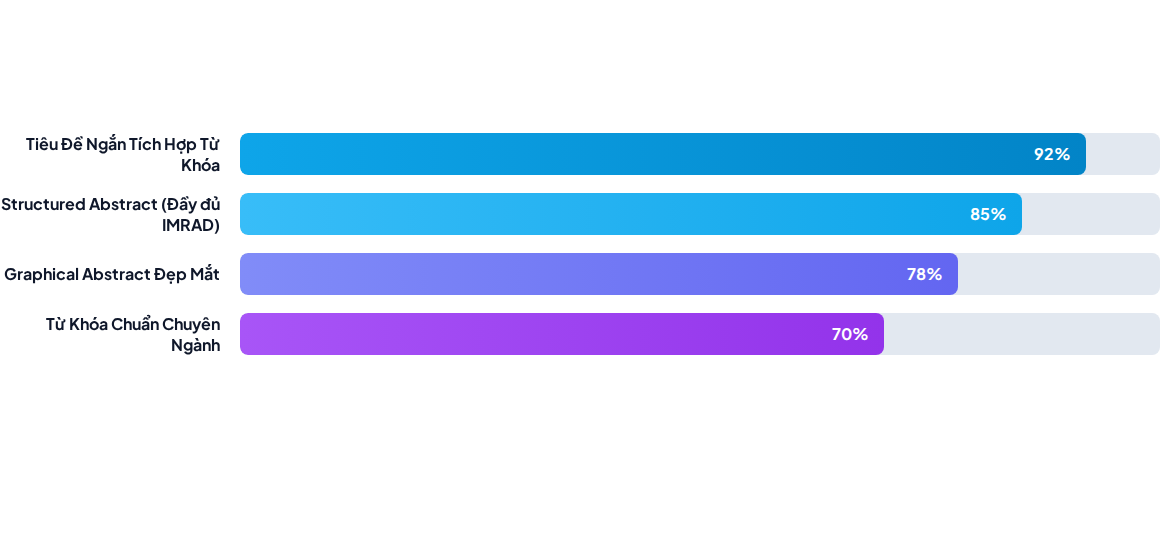 Tiêu Đề Ngắn Tích Hợp Từ
Khóa
92%
Structured Abstract (Đầy đủ
IMRAD)
85%
Graphical Abstract Đẹp Mắt
78%
Từ Khóa Chuẩn Chuyên
Ngành
70%